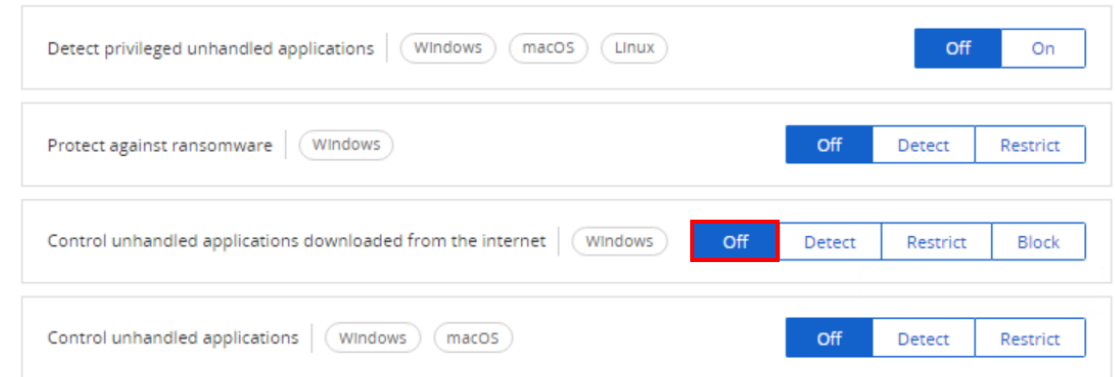 Detect privileged unhandled applications Windows macOS Linux Off On
Protect against ransomware Windows Off Detect Restrict
Control unhandled applications downloaded from the internet Windows Off Detect Restrict Block
Control unhandled applications Windows macOS Off Detect Restrict